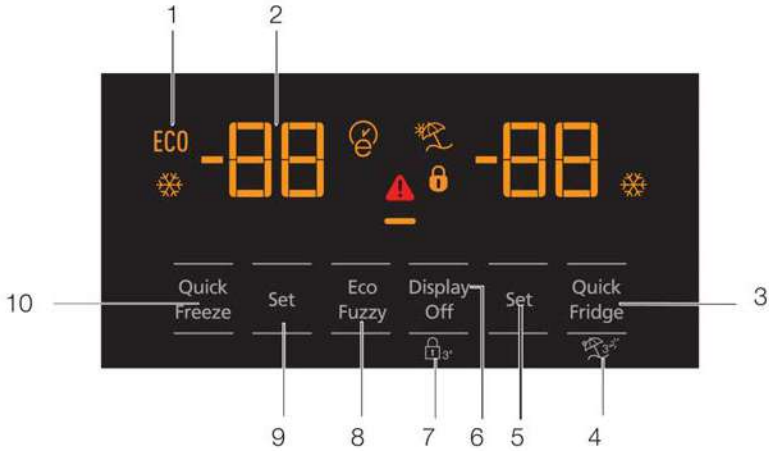 1 2
ECO -88 e -88
Quick Set Eco Display Set Quick
Freeze Fuzzy Off Fridge
10 3
3" 3"
9 8 7 6 5 4